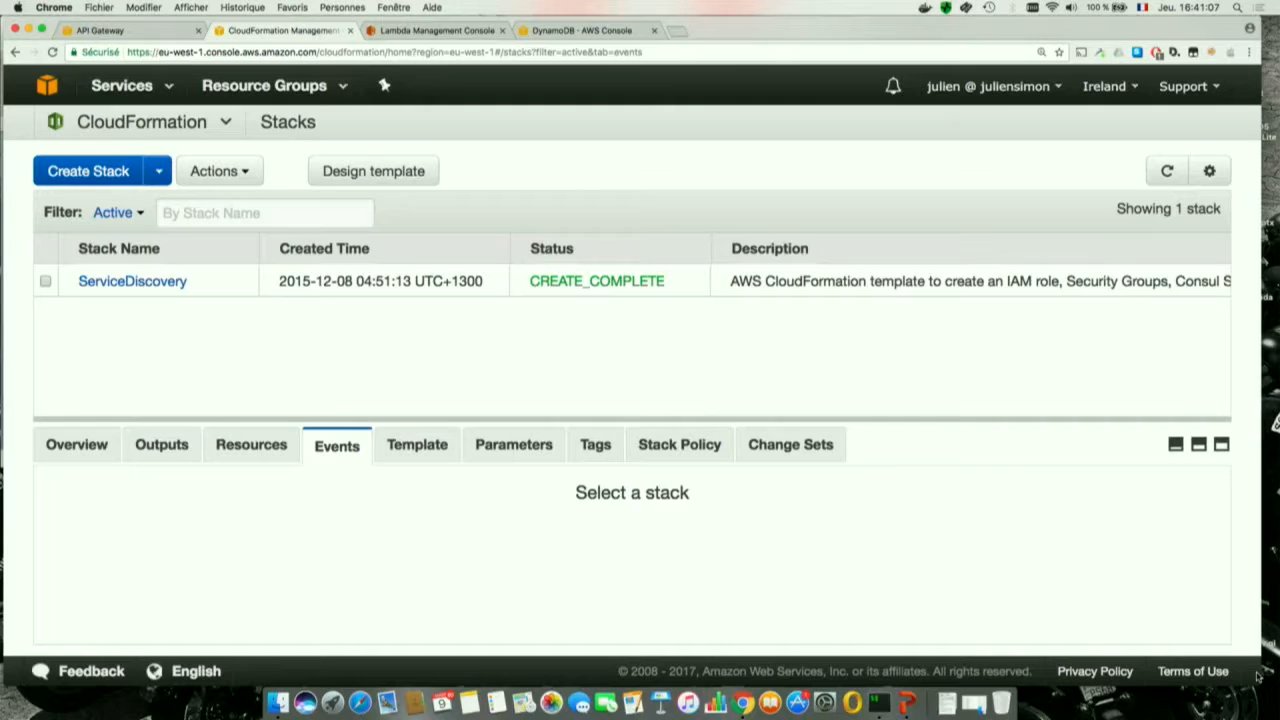 Chrome Fichier Modifier Afficher Historique Favoris Personnes Fenêtre Aide 100 % Jeu. 16:41:07
API Gateway CloudFormation Management Lambda Management Console DynamoDB - AWS Console
Sécurisé https://eu-west-1.console.aws.amazon.com/cloudformation/home?region=eu-west-1#/stacks?filter=active&tab=events
Services Resource Groups julien @ juliensimon Ireland Support
CloudFormation Stacks
Create Stack Actions Design template
Filter: Active By Stack Name Showing 1 stack
Stack Name Created Time Status Description
ServiceDiscovery 2015-12-08 04:51:13 UTC+1300 CREATE_COMPLETE AWS CloudFormation template to create an IAM role, Security Groups, Consul S
Overview Outputs Resources Events Template Parameters Tags Stack Policy Change Sets
Select a stack
Feedback English © 2008 - 2017, Amazon Web Services, Inc. or its affiliates. All rights reserved. Privacy Policy Terms of Use